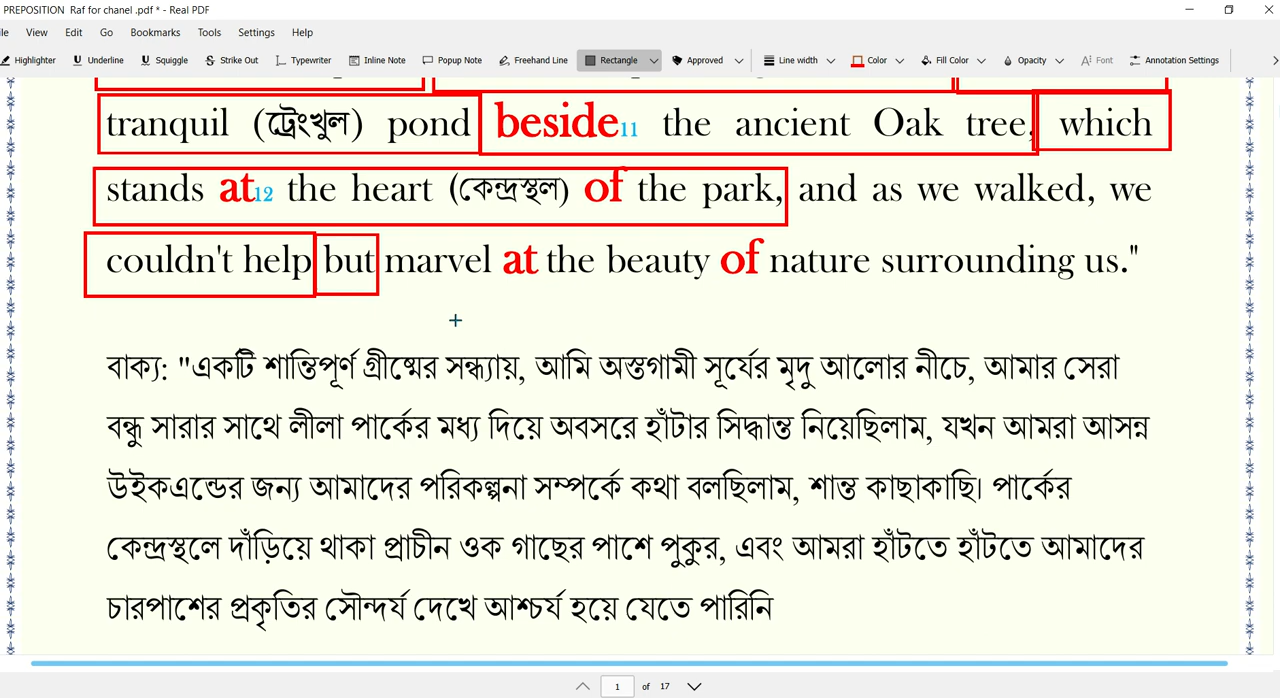 PREPOSITION Raf for chanel .pdf * - Real PDF
ile View Edit Go Bookmarks Tools Settings Help
Highlighter Underline Squiggle Strike Out Typewriter Inline Note Popup Note Freehand Line Rectangle Approved Line width Color Fill Color Opacity Font Annotation Settings
tranquil (ট্রেংখুল) pond beside11 the ancient Oak tree, which
stands at12 the heart (কেন্দ্রস্থল) of the park, and as we walked, we
couldn't help but marvel at the beauty of nature surrounding us."
বাক্য: "একটি শান্তিপূর্ণ গ্রীষ্মের সন্ধ্যায়, আমি অস্তগামী সূর্যের মৃদু আলোর নীচে, আমার সেরা
বন্ধু সারার সাথে লীলা পার্কের মধ্য দিয়ে অবসরে হাঁটার সিদ্ধান্ত নিয়েছিলাম, যখন আমরা আসন্ন
উইকএন্ডের জন্য আমাদের পরিকল্পনা সম্পর্কে কথা বলছিলাম, শান্ত কাছাকাছি। পার্কের
কেন্দ্রস্থলে দাঁড়িয়ে থাকা প্রাচীন ওক গাছের পাশে পুকুর, এবং আমরা হাঁটতে হাঁটতে আমাদের
চারপাশের প্রকৃতির সৌন্দর্য দেখে আশ্চর্য হয়ে যেতে পারিনি
1 of 17